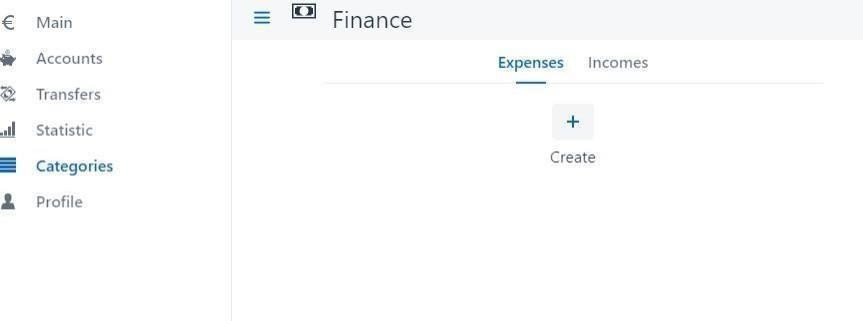 Main
Accounts
Transfers
Statistic
Categories
Profile
Finance
Expenses Incomes
+
Create